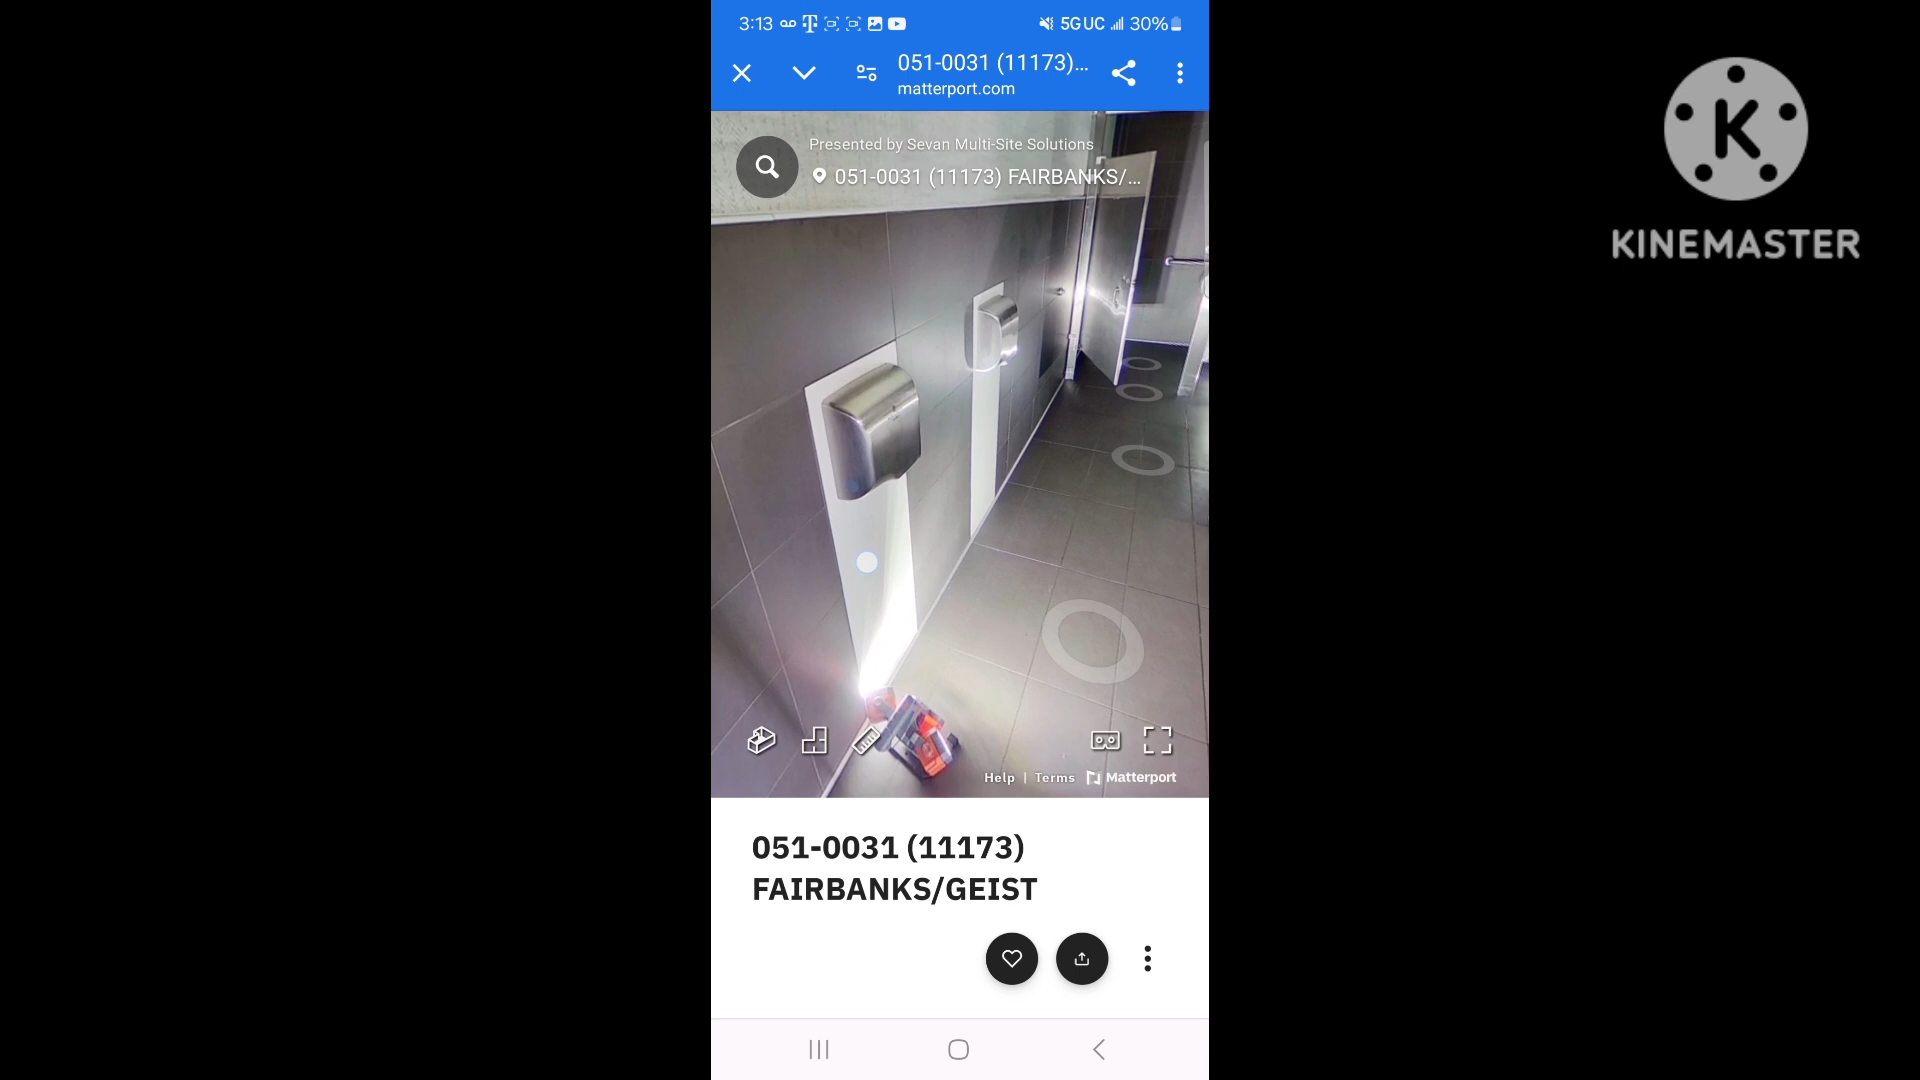 3:13
5G UC
30%
051-0031 (11173)...
matterport.com
Presented by Sevan Multi-Site Solutions
051-0031 (11173) FAIRBANKS/...
Help | Terms
Matterport
051-0031 (11173)
FAIRBANKS/GEIST
K
KINEMASTER